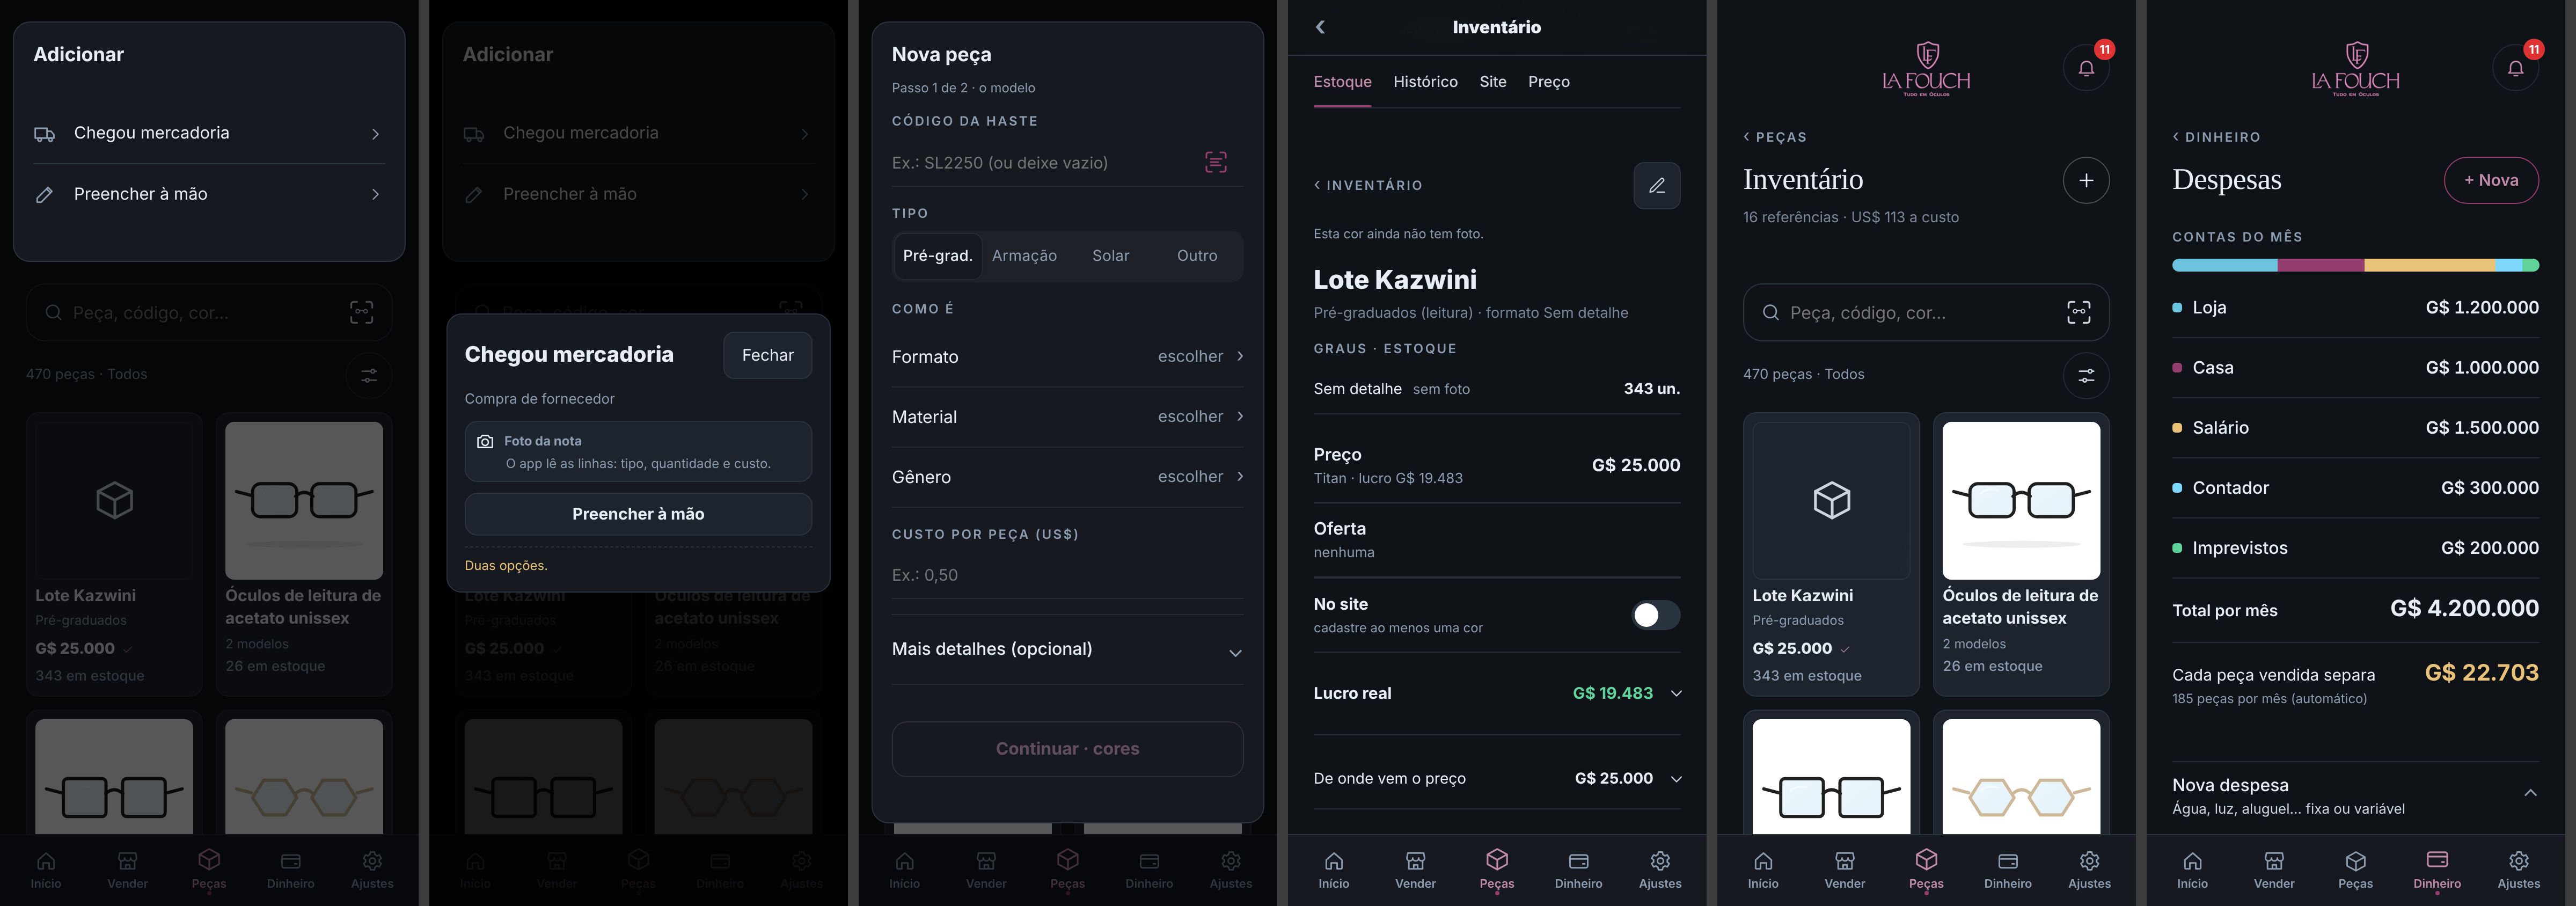 Adicionar
Chegou mercadoria
Preencher à mão
Peça, código, cor...
470 peças · Todos
Lote Kazwini
Pré-graduados
G$ 25.000
343 em estoque
Óculos de leitura de
acetato unissex
2 modelos
26 em estoque
Início
Vender
Peças
Dinheiro
Ajustes
Adicionar
Chegou mercadoria
Preencher à mão
Peça, código, cor...
Chegou mercadoria
Fechar
Compra de fornecedor
Foto da nota
O app lê as linhas: tipo, quantidade e custo.
Preencher à mão
Duas opções.
Lote Kazwini
Pré-graduados
G$ 25.000
343 em estoque
Óculos de leitura de
acetato unissex
2 modelos
26 em estoque
Início
Vender
Peças
Dinheiro
Ajustes
Nova peça
Passo 1 de 2 · o modelo
CÓDIGO DA HASTE
Ex.: SL2250 (ou deixe vazio)
TIPO
Pré-grad. Armação Solar Outro
COMO É
Formato escolher
Material escolher
Gênero escolher
CUSTO POR PEÇA (US$)
Ex.: 0,50
Mais detalhes (opcional)
Continuar · cores
Início
Vender
Peças
Dinheiro
Ajustes
Inventário
Estoque Histórico Site Preço
INVENTÁRIO
Esta cor ainda não tem foto.
Lote Kazwini
Pré-graduados (leitura) · formato Sem detalhe
GRAUS · ESTOQUE
Sem detalhe sem foto 343 un.
Preço
Titan · lucro G$ 19.483
G$ 25.000
Oferta
nenhuma
No site
cadastre ao menos uma cor
Lucro real G$ 19.483
De onde vem o preço G$ 25.000
Início
Vender
Peças
Dinheiro
Ajustes
LA FOUCH
TUDO EM ÓCULOS
11
PEÇAS
Inventário
16 referências · US$ 113 a custo
Peça, código, cor...
470 peças · Todos
Lote Kazwini
Pré-graduados
G$ 25.000
343 em estoque
Óculos de leitura de
acetato unissex
2 modelos
26 em estoque
Início
Vender
Peças
Dinheiro
Ajustes
LA FOUCH
TUDO EM ÓCULOS
11
DINHEIRO
Despesas
+ Nova
CONTAS DO MÊS
Loja G$ 1.200.000
Casa G$ 1.000.000
Salário G$ 1.500.000
Contador G$ 300.000
Imprevistos G$ 200.000
Total por mês G$ 4.200.000
Cada peça vendida separa G$ 22.703
185 peças por mês (automático)
Nova despesa
Água, luz, aluguel... fixa ou variável
Início
Vender
Peças
Dinheiro
Ajustes